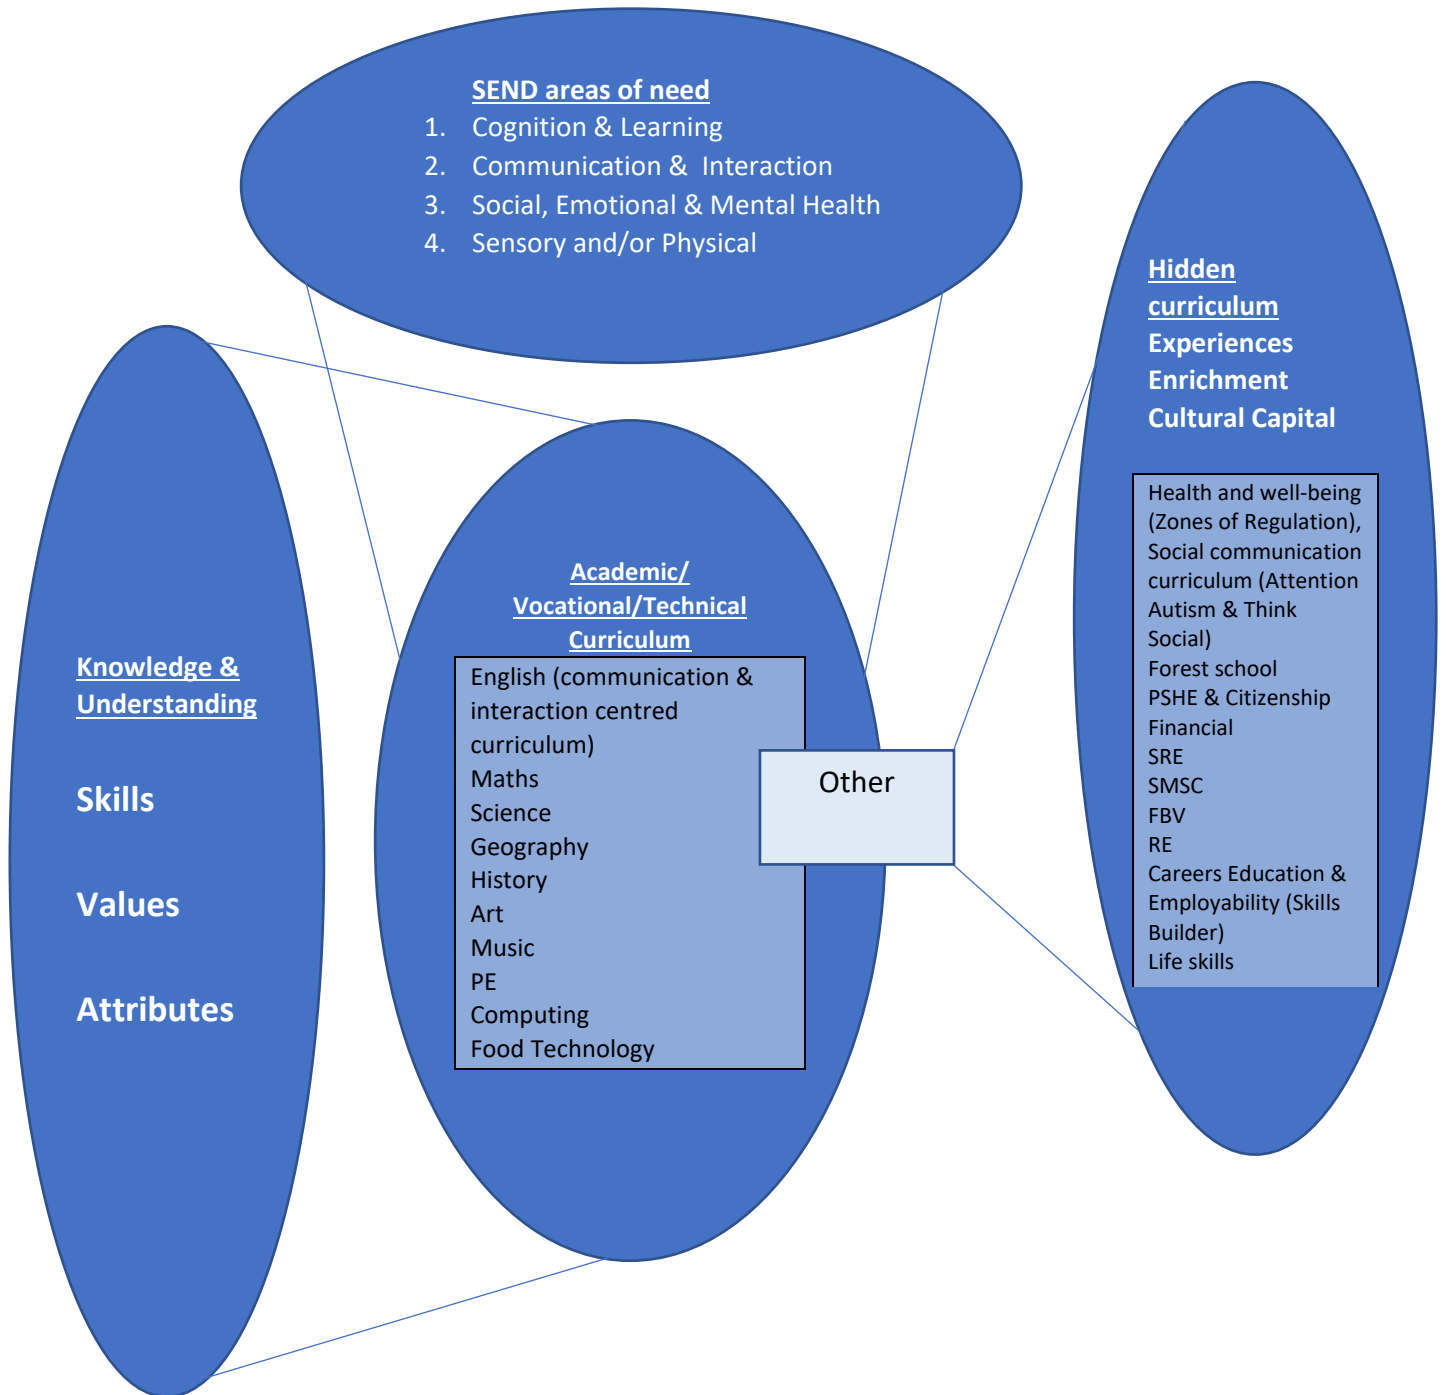 SEND areas of need
1. Cognition & Learning
2. Communication &  Interaction
3. Social, Emotional & Mental Health
4. Sensory and/or Physical
Knowledge &
Understanding
Skills
Values
Attributes
Academic/
Vocational/Technical
Curriculum
English (communication &
interaction centred
curriculum)
Maths
Science
Geography
History
Art
Music
PE
Computing
Food Technology
Other
Hidden
curriculum
Experiences
Enrichment
Cultural Capital
Health and well-being
(Zones of Regulation),
Social communication
curriculum (Attention
Autism & Think
Social)
Forest school
PSHE & Citizenship
Financial
SRE
SMSC
FBV
RE
Careers Education &
Employability (Skills
Builder)
Life skills